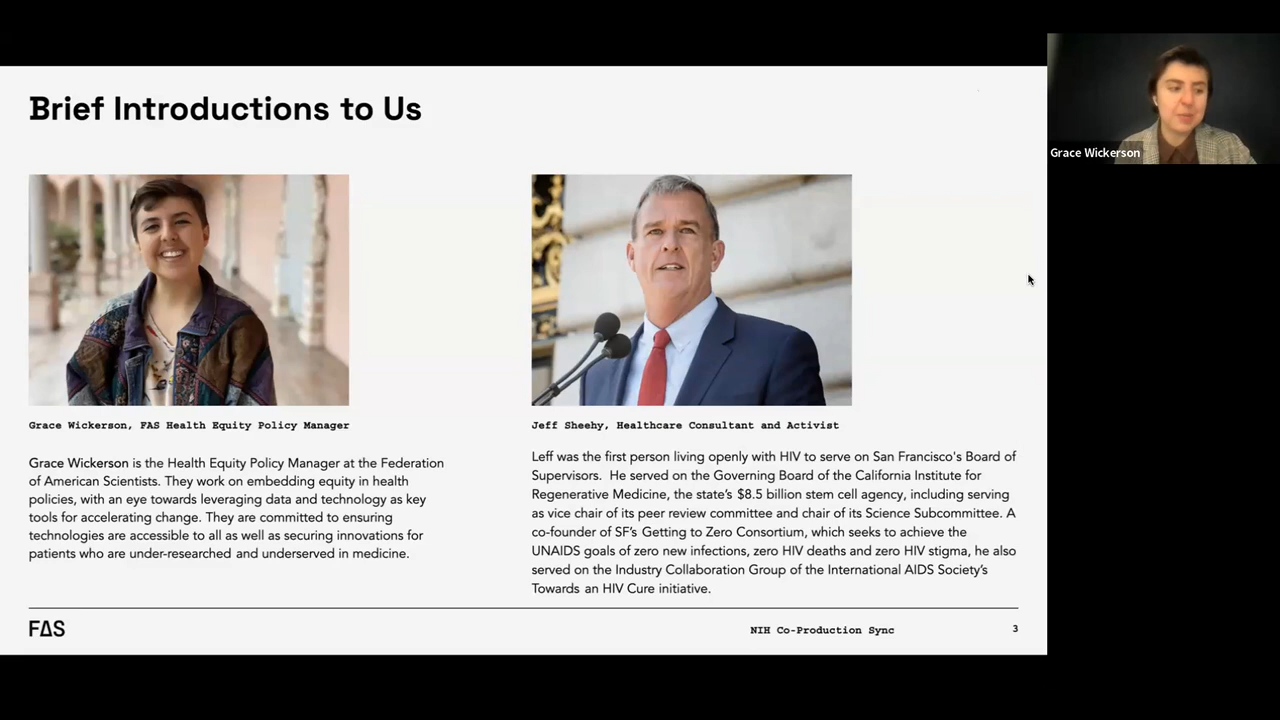 Brief Introductions to Us
Grace Wickerson
Grace Wickerson, FAS Health Equity Policy Manager
Grace Wickerson is the Health Equity Policy Manager at the Federation
of American Scientists. They work on embedding equity in health
policies, with an eye towards leveraging data and technology as key
tools for accelerating change. They are committed to ensuring
technologies are accessible to all as well as securing innovations for
patients who are under-researched and underserved in medicine.
Jeff Sheehy, Healthcare Consultant and Activist
Leff was the first person living openly with HIV to serve on San Francisco's Board of
Supervisors. He served on the Governing Board of the California Institute for
Regenerative Medicine, the state's $8.5 billion stem cell agency, including serving
as vice chair of its peer review committee and chair of its Science Subcommittee. A
co-founder of SF's Getting to Zero Consortium, which seeks to achieve the
UNAIDS goals of zero new infections, zero HIV deaths and zero HIV stigma, he also
served on the Industry Collaboration Group of the International AIDS Society's
Towards an HIV Cure initiative.
FAS
NIH Co-Production Sync
3